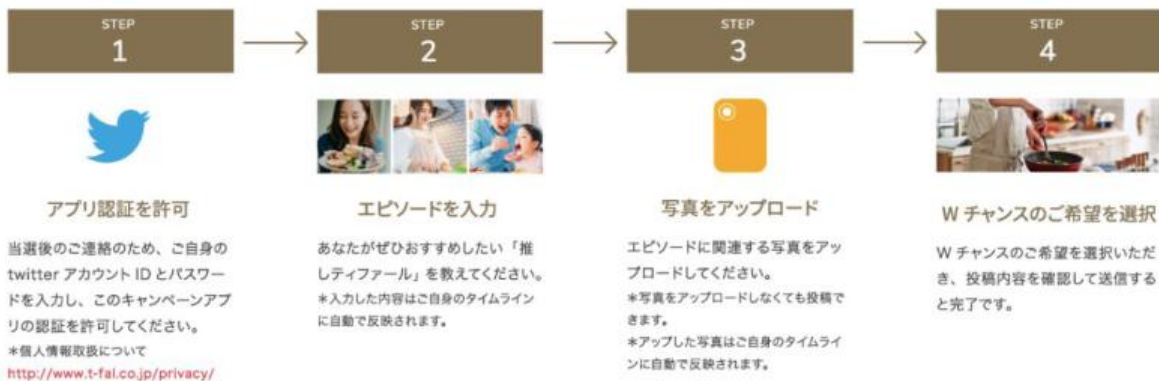 STEP
1
アプリ認証を許可
当選後のご連絡のため、ご自身の
twitter アカウント ID とパスワー
ドを入力し、このキャンペーンアプ
リの認証を許可してください。
*個人情報取扱について
http://www.t-fal.co.jp/privacy/
STEP
2
エピソードを入力
あなたがぜひおすすめしたい「推
しティファール」を教えてください。
*入力した内容はご自身のタイムライン
に自動で反映されます。
STEP
3
写真をアップロード
エピソードに関連する写真をアッ
プロードしてください。
*写真をアップロードしなくても投稿で
きます。
*アップした写真はご自身のタイムライ
ンに自動で反映されます。
STEP
4
W チャンスのご希望を選択
W チャンスのご希望を選択いただ
き、投稿内容を確認して送信する
と完了です。